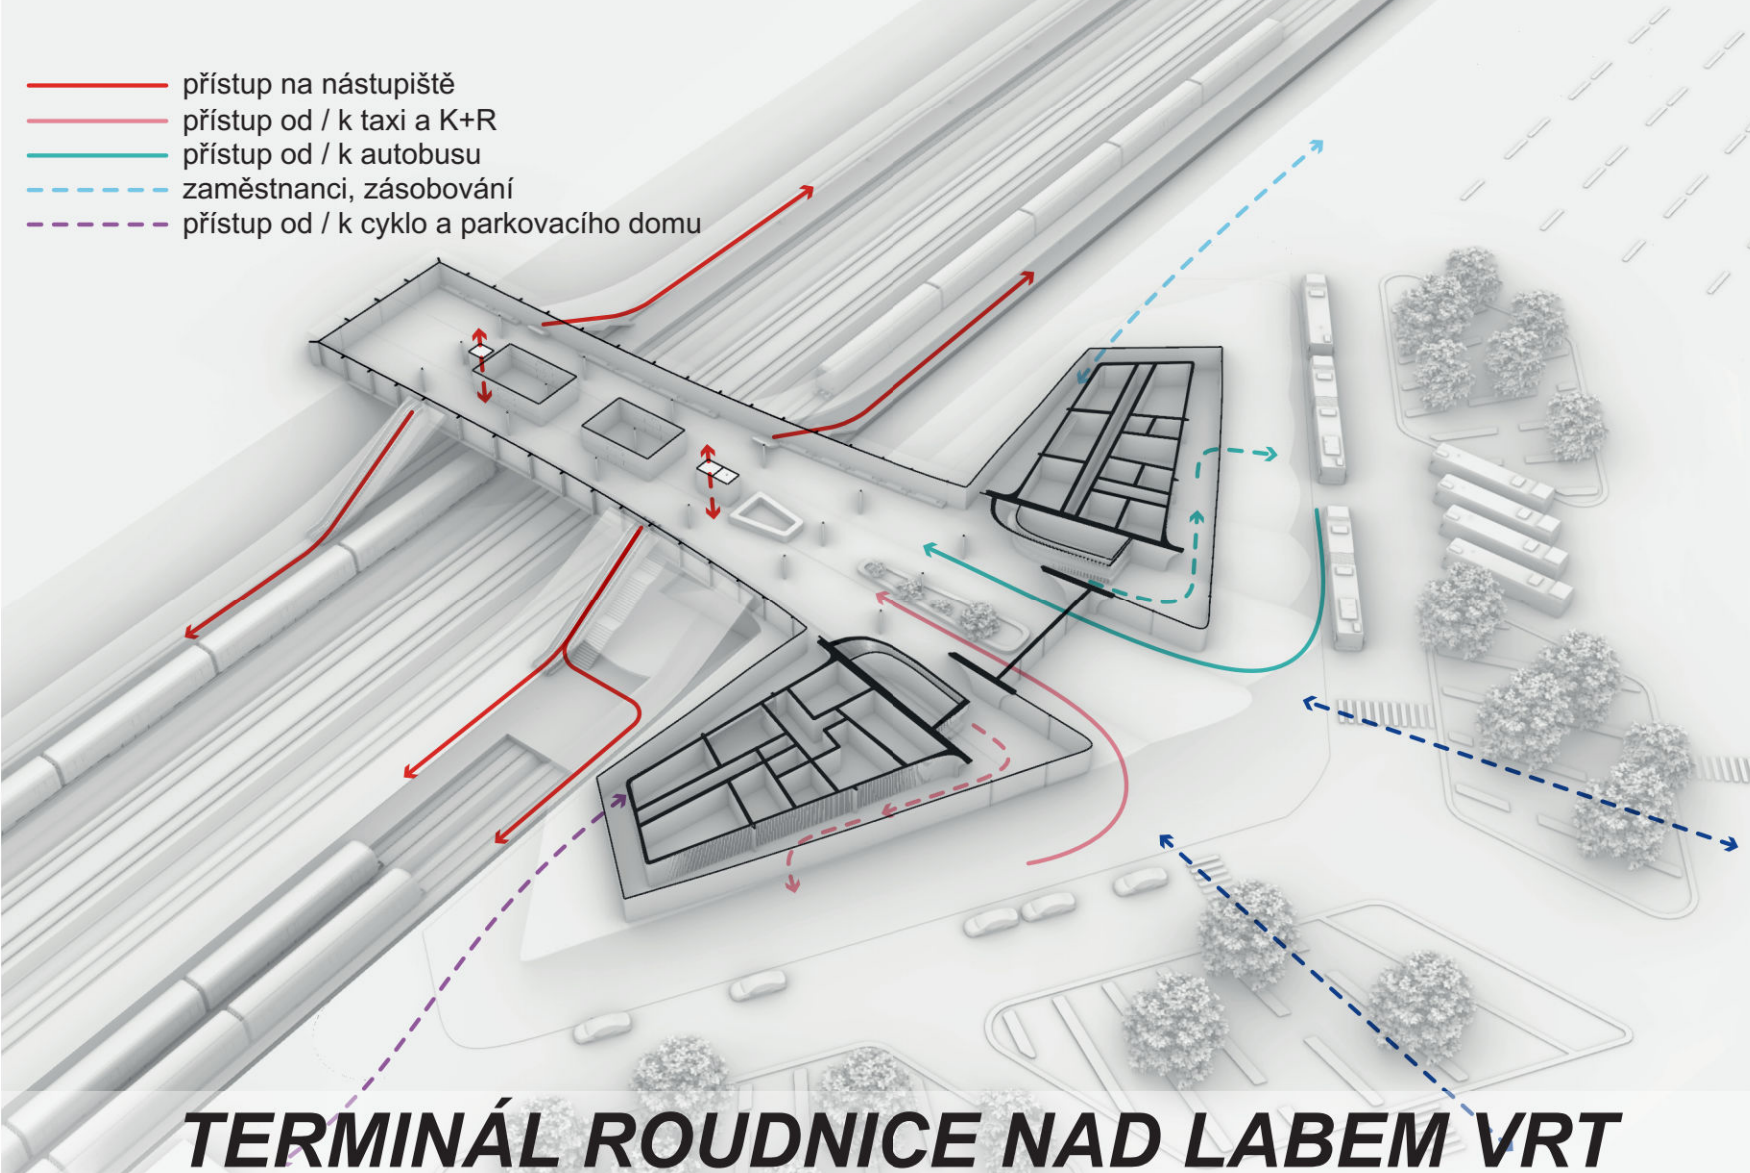 přístup na nástupiště
přístup od / k taxi a K+R
přístup od / k autobusu
zaměstnanci, zásobování
přístup od / k cyklo a parkovacího domu
TERMINÁL ROUDNICE NAD LABEM VRT